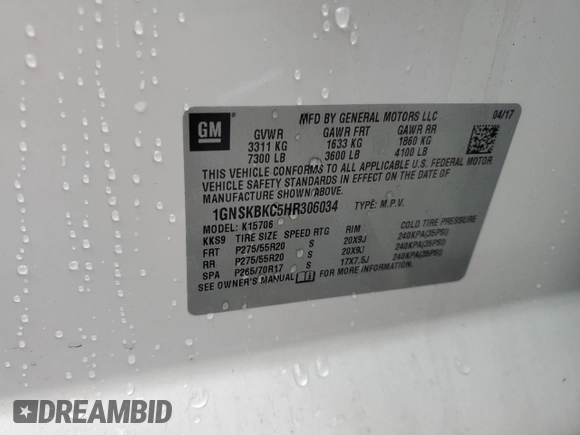 GM
MFD BY GENERAL MOTORS LLC 04/17
GVWR GAWR FRT GAWR RR
3311 KG 1633 KG 1860 KG
7300 LB 3600 LB 4100 LB
THIS VEHICLE CONFORMS TO ALL APPLICABLE U.S. FEDERAL MOTOR
VEHICLE SAFETY STANDARDS IN EFFECT ON THE DATE OF
MANUFACTURE SHOWN ABOVE.
1GNSKBKC5HR306034 TYPE: M.P.V.
MODEL: K15706
KKS9 TIRE SIZE SPEED RTG RIM COLD TIRE PRESSURE
FRT P275/55R20 S 20X9J 240KPA(35PSI)
RR P275/55R20 S 20X9J 240KPA(35PSI)
SPA P265/70R17 S 17X7.5J 240KPA(35PSI)
SEE OWNER'S MANUAL FOR MORE INFORMATION.
DREAMBID